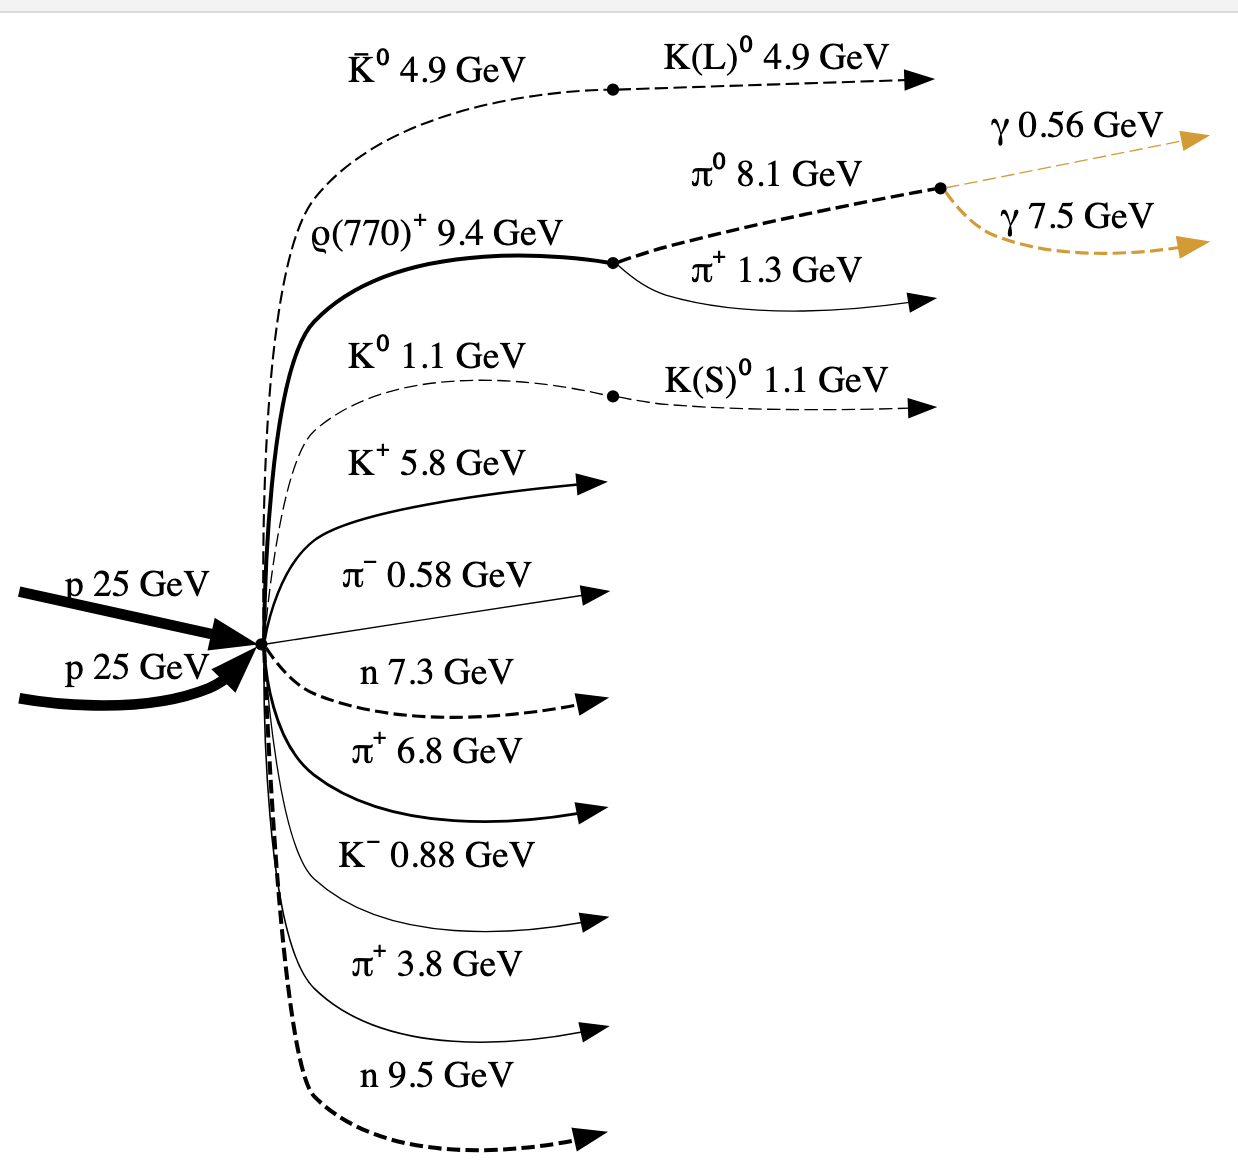 K̄⁰ 4.9 GeV
K(L)⁰ 4.9 GeV
γ 0.56 GeV
π⁰ 8.1 GeV
γ 7.5 GeV
ϱ(770)⁺ 9.4 GeV
π⁺ 1.3 GeV
K⁰ 1.1 GeV
K(S)⁰ 1.1 GeV
K⁺ 5.8 GeV
π⁻ 0.58 GeV
p 25 GeV
p 25 GeV
n 7.3 GeV
π⁺ 6.8 GeV
K⁻ 0.88 GeV
π⁺ 3.8 GeV
n 9.5 GeV